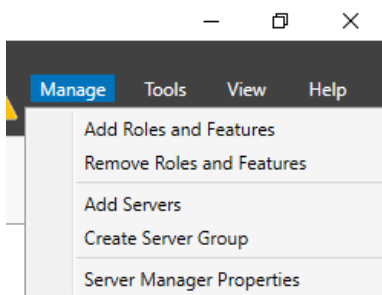 Manage Tools View Help
Add Roles and Features
Remove Roles and Features
Add Servers
Create Server Group
Server Manager Properties